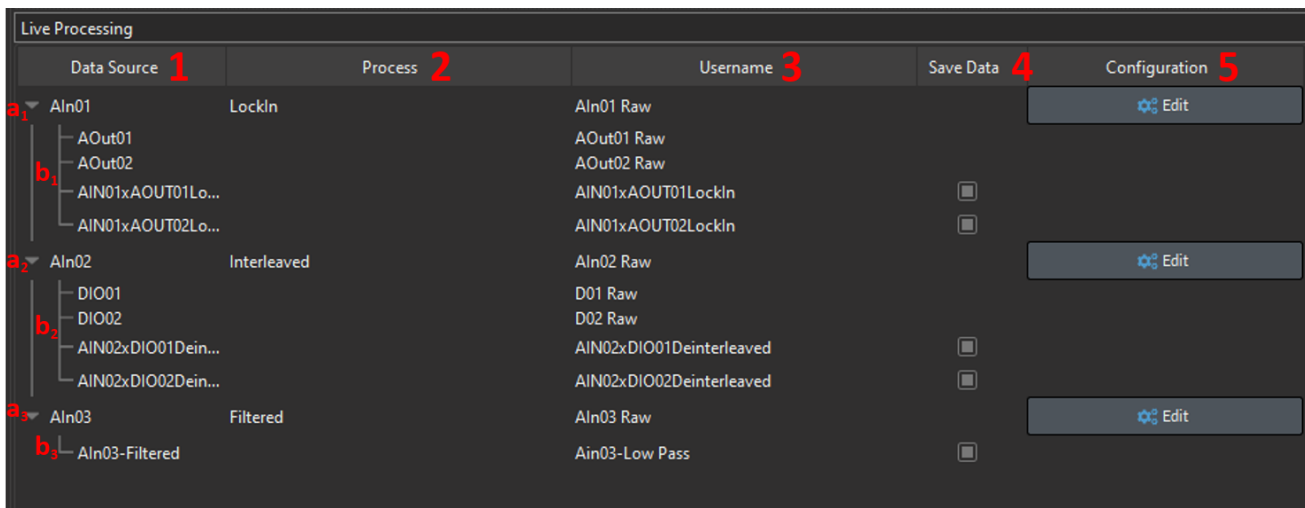 Live Processing
Data Source 1 Process 2 Username 3 Save Data 4 Configuration 5
a1 AIn01 LockIn AIn01 Raw Edit
AOut01 AOut01 Raw
b1 AOut02 AOut02 Raw
AIN01xAOUT01Lo... AIN01xAOUT01LockIn
AIN01xAOUT02Lo... AIN01xAOUT02LockIn
a2 AIn02 Interleaved AIn02 Raw Edit
DIO01 D01 Raw
b2 DIO02 D02 Raw
AIN02xDIO01Dein... AIN02xDIO01Deinterleaved
AIN02xDIO02Dein... AIN02xDIO02Deinterleaved
a3 AIn03 Filtered AIn03 Raw Edit
b3 AIn03-Filtered Ain03-Low Pass